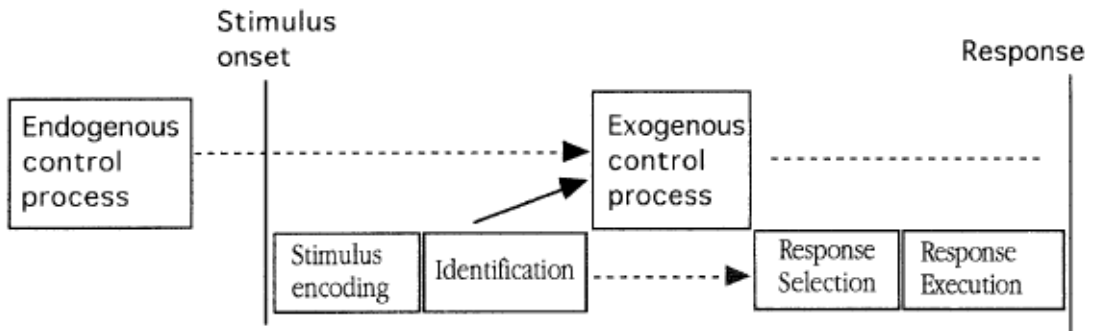 Stimulus
onset
Response
Endogenous
control
process
Exogenous
control
process
Stimulus
encoding
Identification
Response
Selection
Response
Execution